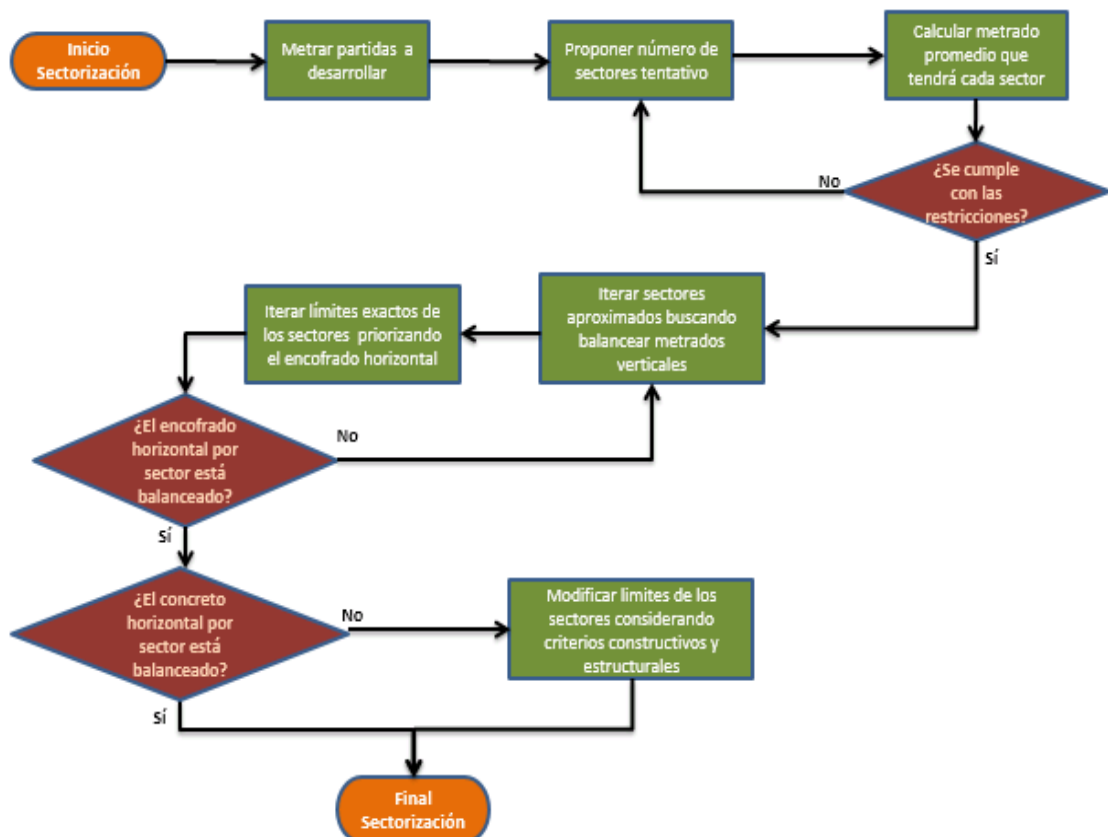 Inicio
Sectorización
Metrar partidas a
desarrollar
Proponer número de
sectores tentativo
Calcular metrado
promedio que
tendrá cada sector
¿Se cumple
con las
restricciones?
No
Sí
Iterar sectores
aproximados buscando
balancear metrados
verticales
Iterar límites exactos de
los sectores priorizando
el encofrado horizontal
¿El encofrado
horizontal por
sector está
balanceado?
No
Sí
¿El concreto
horizontal por
sector está
balanceado?
No
Modificar limites de los
sectores considerando
criterios constructivos y
estructurales
Sí
Final
Sectorización